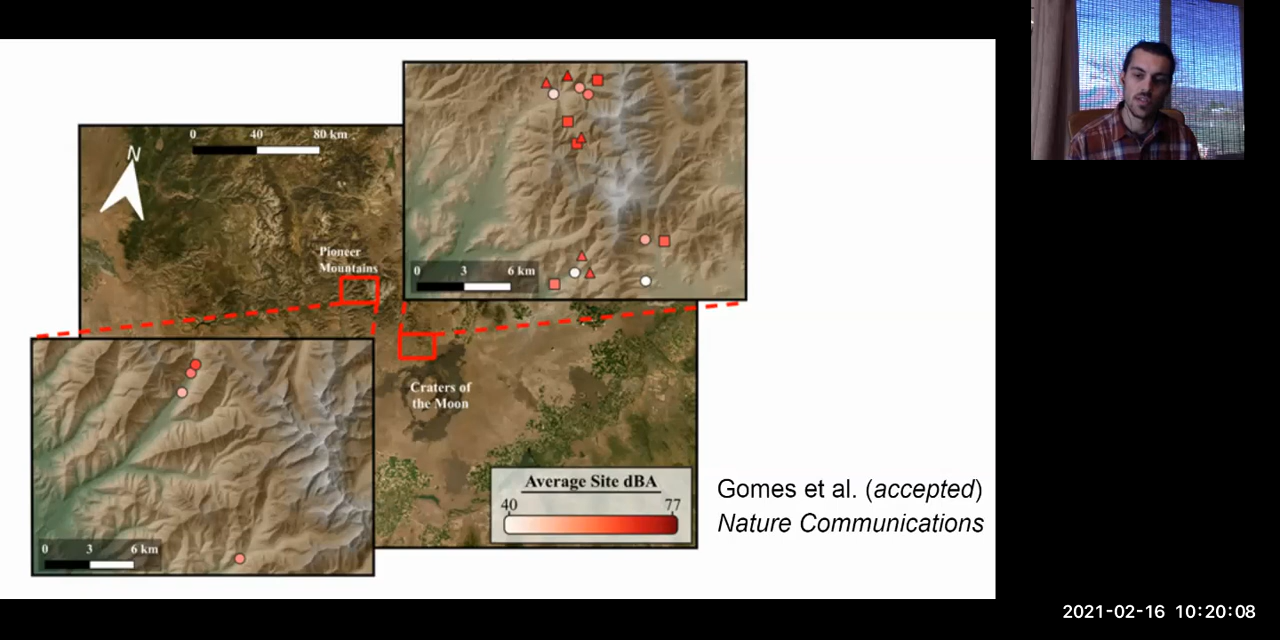 0 40 80 km
N
Pioneer
Mountains
0 3 6 km
Craters of
the Moon
0 3 6 km
Average Site dBA
40 77
Gomes et al. (accepted)
Nature Communications
2021-02-16 10:20:08